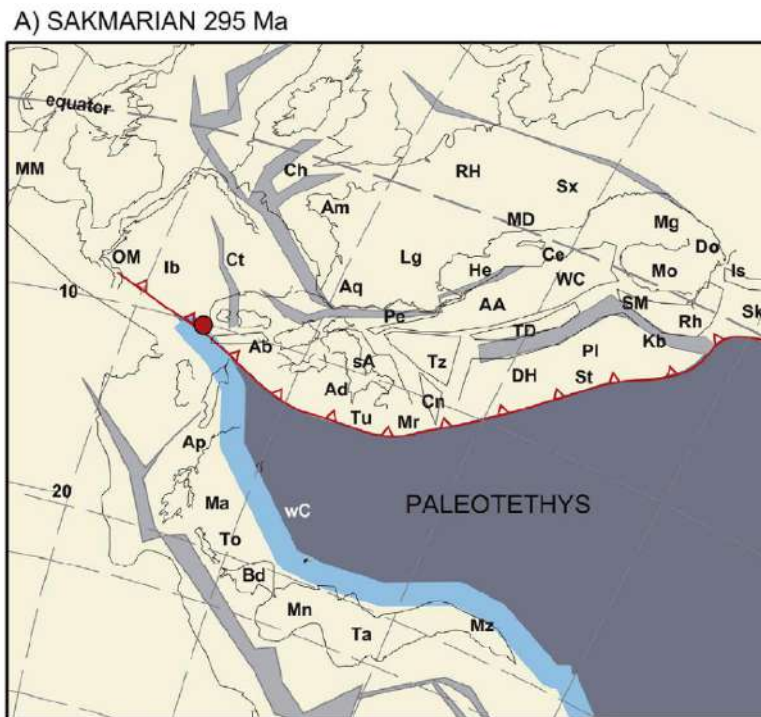 A) SAKMARIAN 295 Ma
equator
MM
Ch
RH
Sx
Am
MD
Mg
Do
OM
Ib
Ct
Lg
Ce
He
WC
Mo
Is
10
Aq
AA
SM
Sk
Pe
Rh
TD
Kb
Ab
sA
Tz
Pl
Ad
DH
St
Cn
Tu
Mr
Ap
20
Ma
wC
PALEOTETHYS
To
Bd
Mn
Ta
Mz